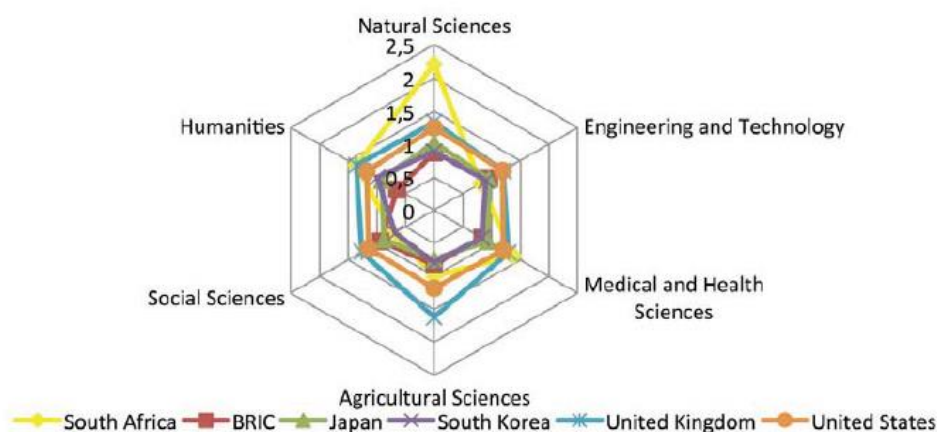 Natural Sciences
2,5
2
1,5
1
0,5
0
Humanities
Engineering and Technology
Social Sciences
Medical and Health
Sciences
Agricultural Sciences
South Africa BRIC Japan South Korea United Kingdom United States